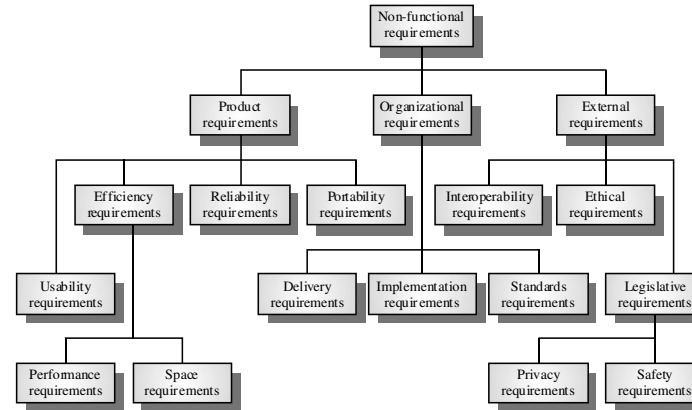 Non-functional
requirements
Product
requirements
Organizational
requirements
External
requirements
Efficiency
requirements
Reliability
requirements
Portability
requirements
Interoperability
requirements
Ethical
requirements
Usability
requirements
Delivery
requirements
Implementation
requirements
Standards
requirements
Legislative
requirements
Performance
requirements
Space
requirements
Privacy
requirements
Safety
requirements